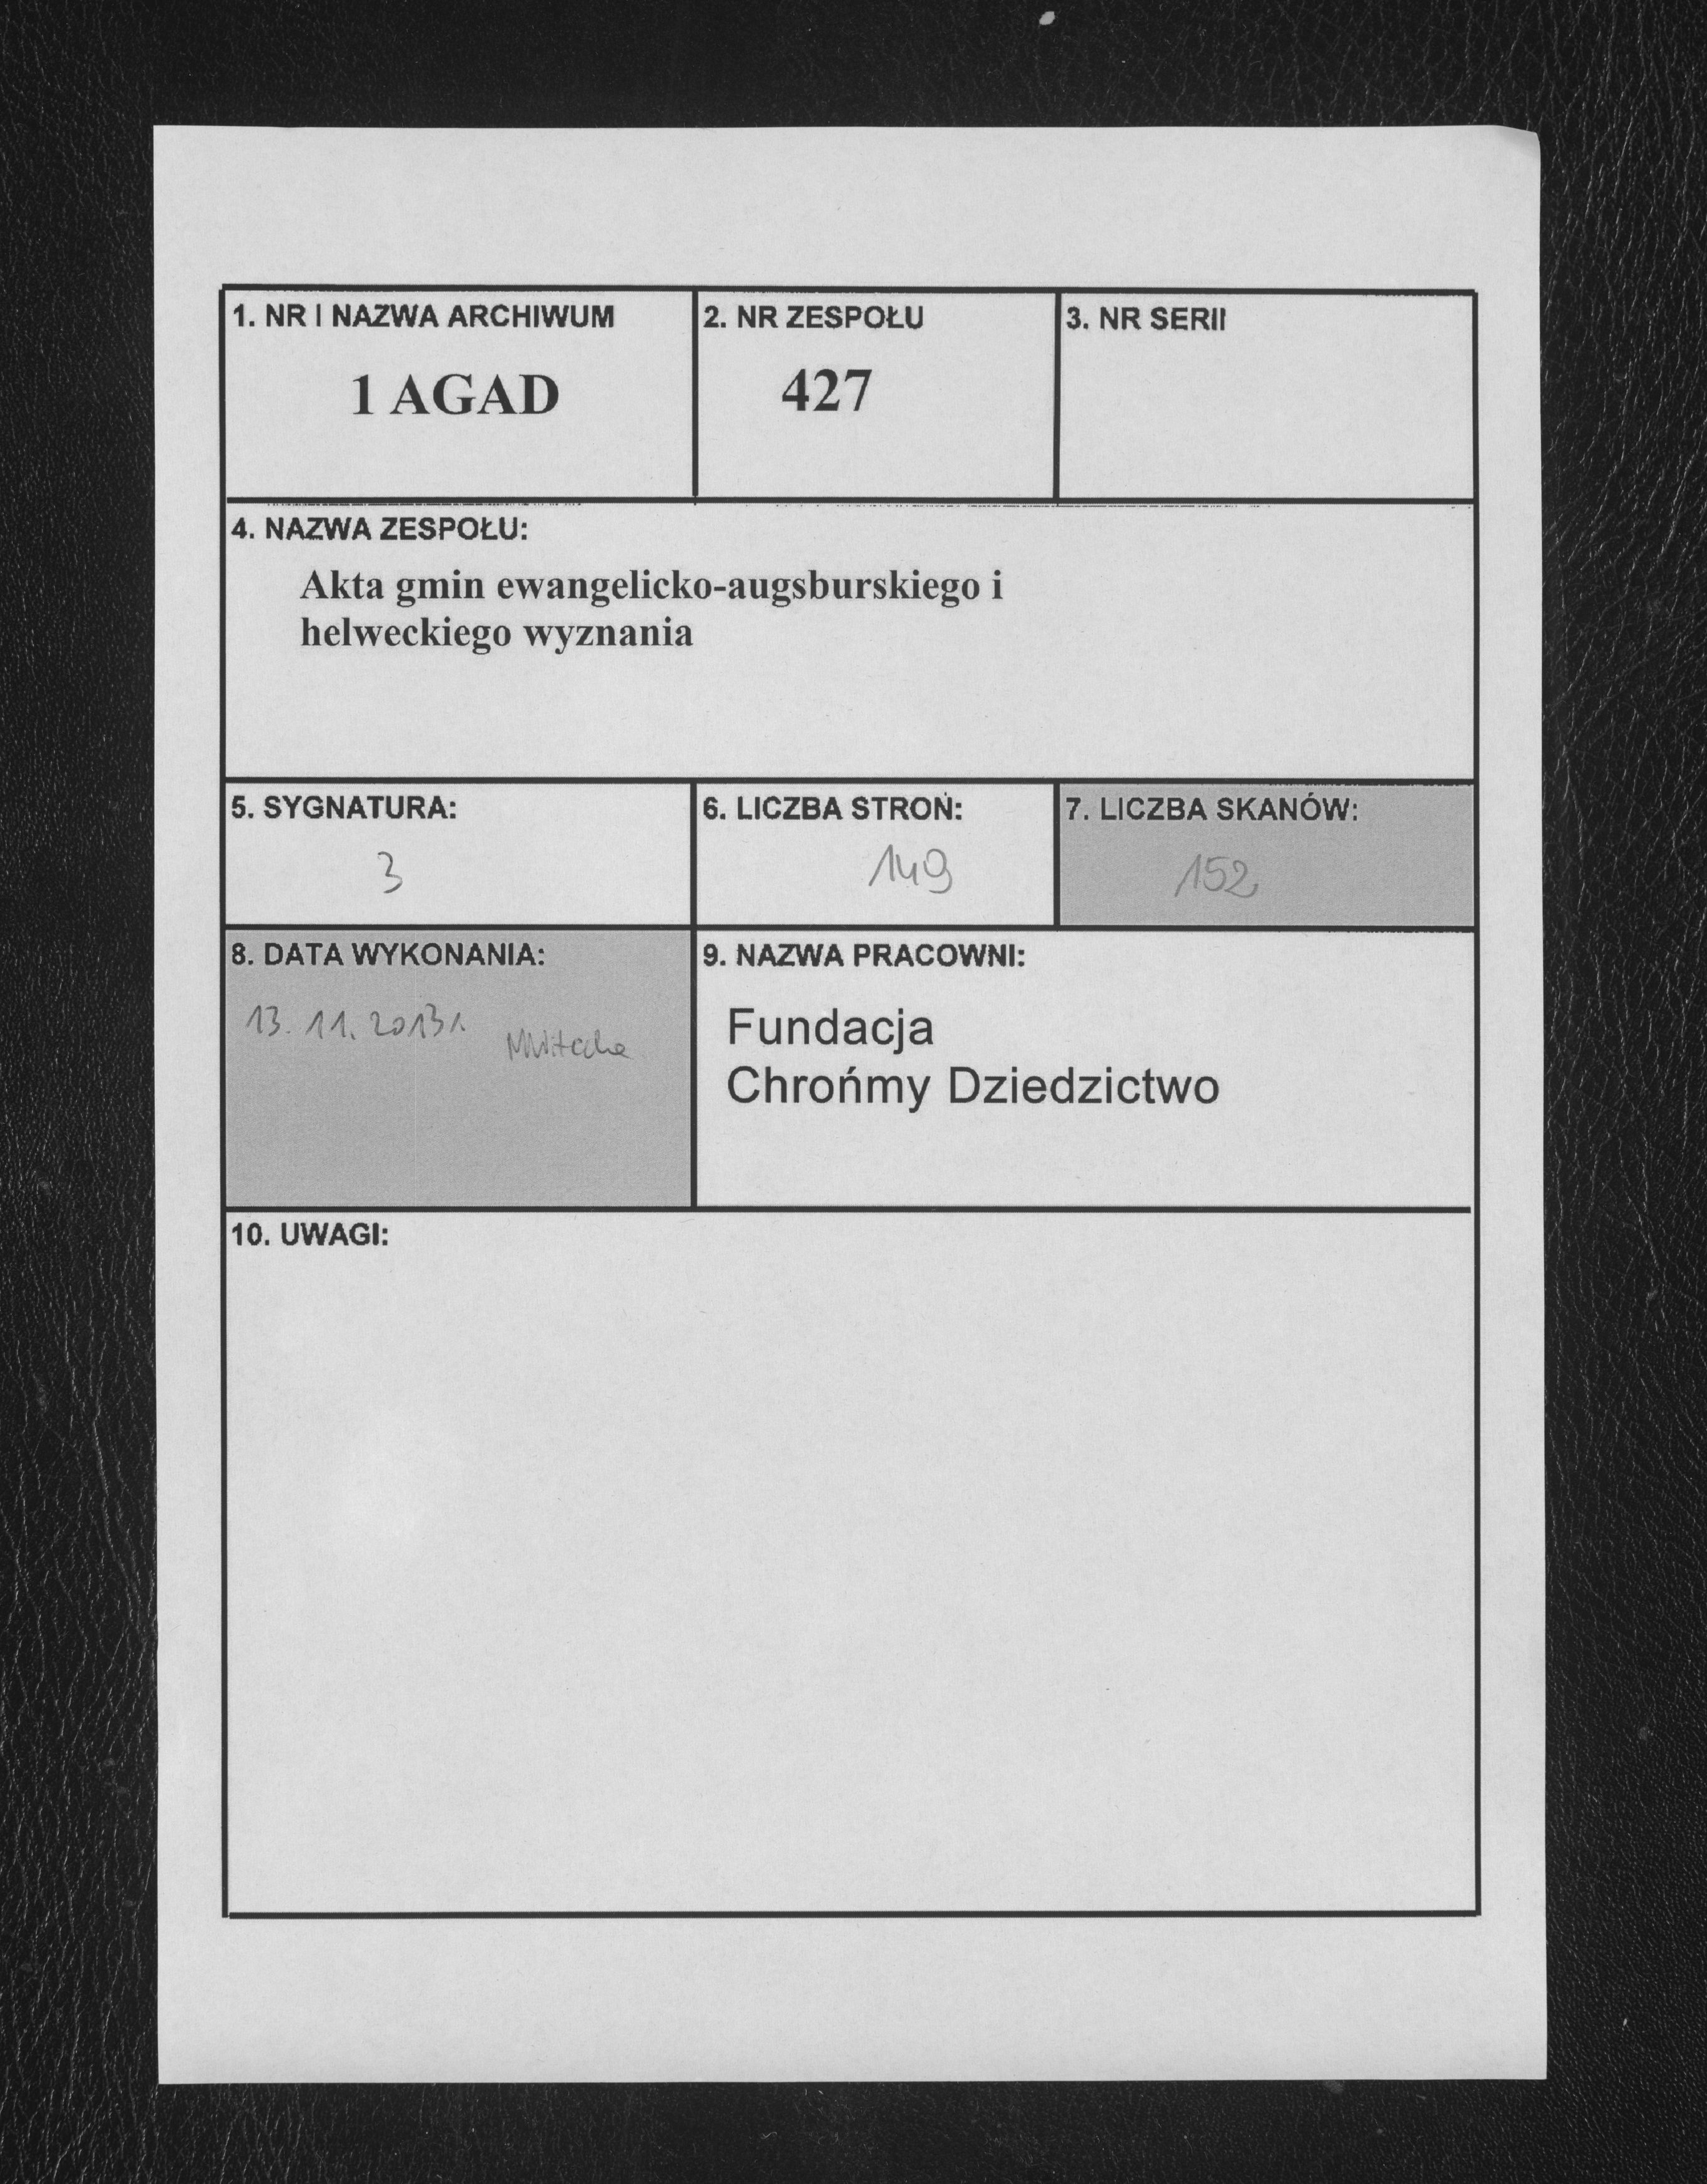 1. NR I NAZWA ARCHIWUM
1 AGAD
2. NR ZESPOŁU
427
3. NR SERII
4. NAZWA ZESPOŁU:
Akta gmin ewangelicko-augsburskiego i
helweckiego wyznania
5. SYGNATURA:
3
6. LICZBA STRON:
149
7. LICZBA SKANÓW:
152
8. DATA WYKONANIA:
13. 11. 2013r.
9. NAZWA PRACOWNI:
Fundacja
Chrońmy Dziedzictwo
10. UWAGI: